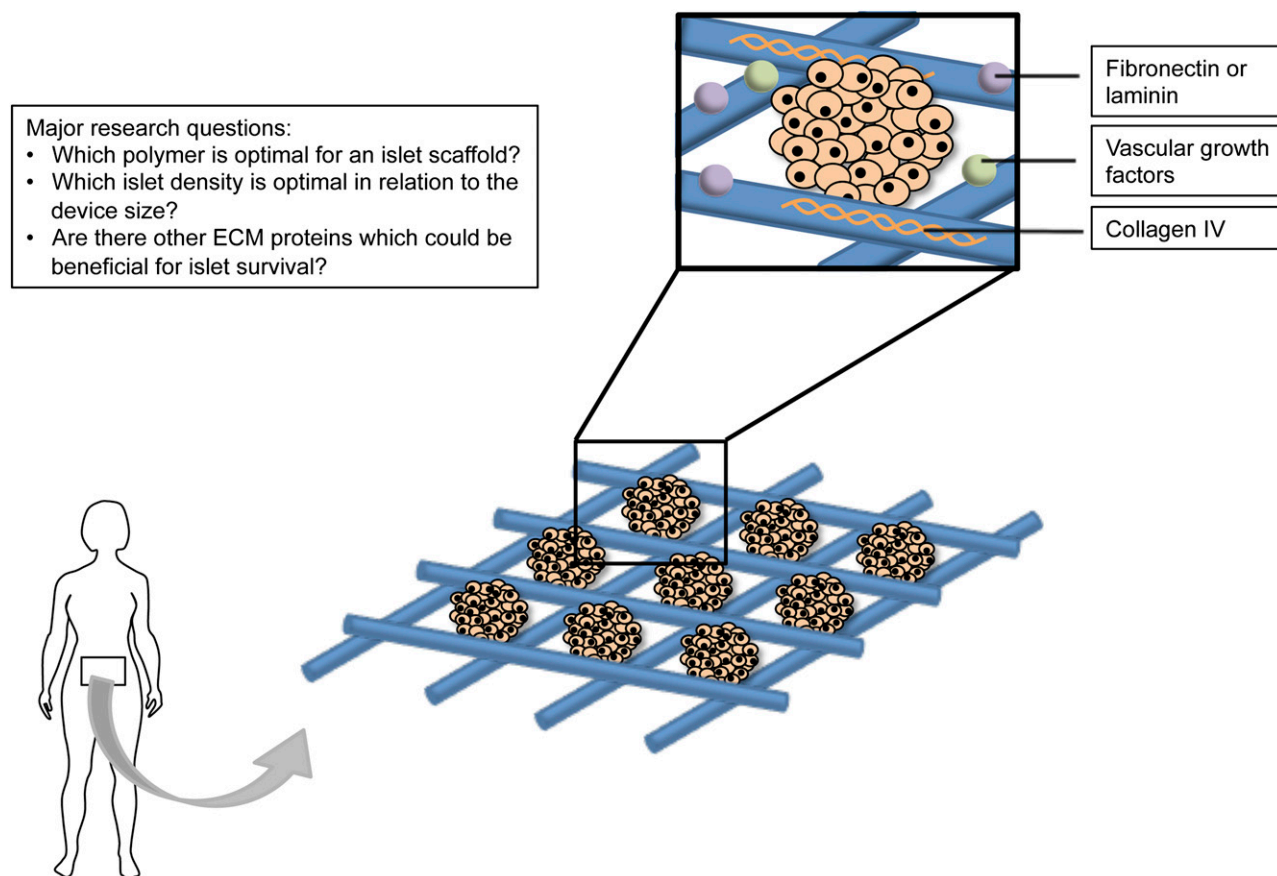 Major research questions:
• Which polymer is optimal for an islet scaffold?
• Which islet density is optimal in relation to the
device size?
• Are there other ECM proteins which could be
beneficial for islet survival?
Fibronectin or
laminin
Vascular growth
factors
Collagen IV